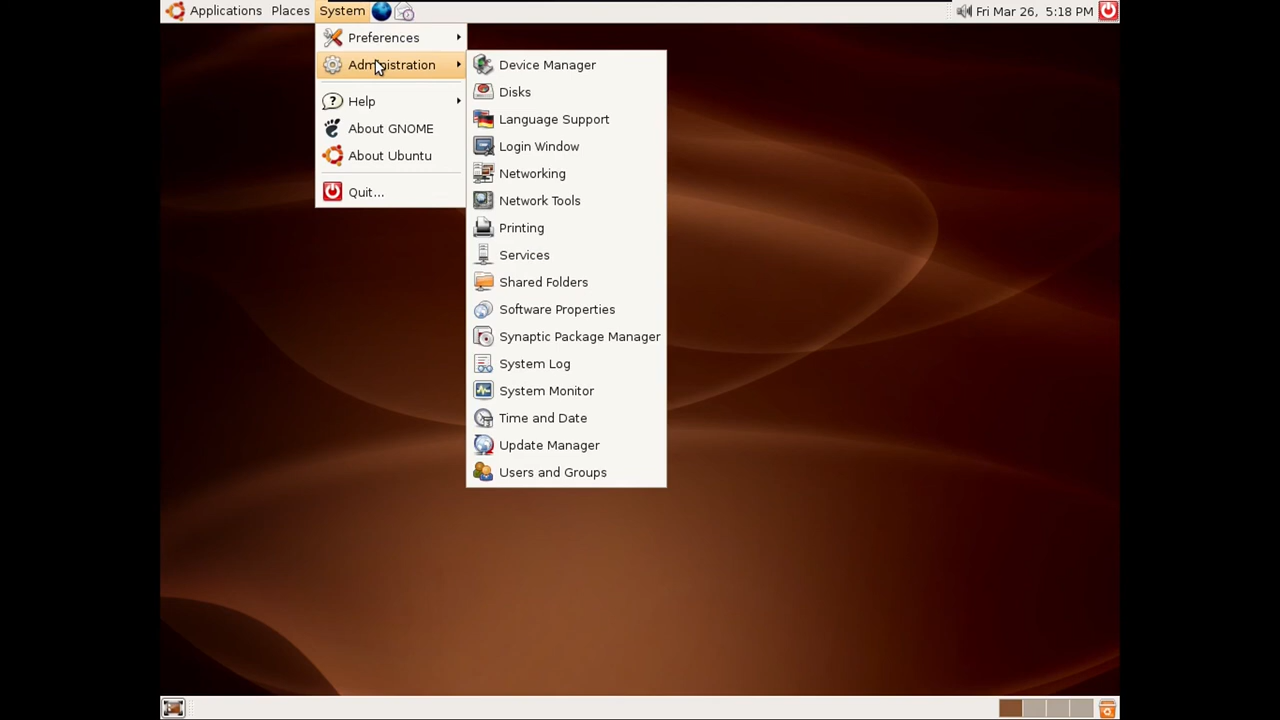 Applications Places System Fri Mar 26, 5:18 PM
Preferences
Administration
Help
About GNOME
About Ubuntu
Quit...
Device Manager
Disks
Language Support
Login Window
Networking
Network Tools
Printing
Services
Shared Folders
Software Properties
Synaptic Package Manager
System Log
System Monitor
Time and Date
Update Manager
Users and Groups